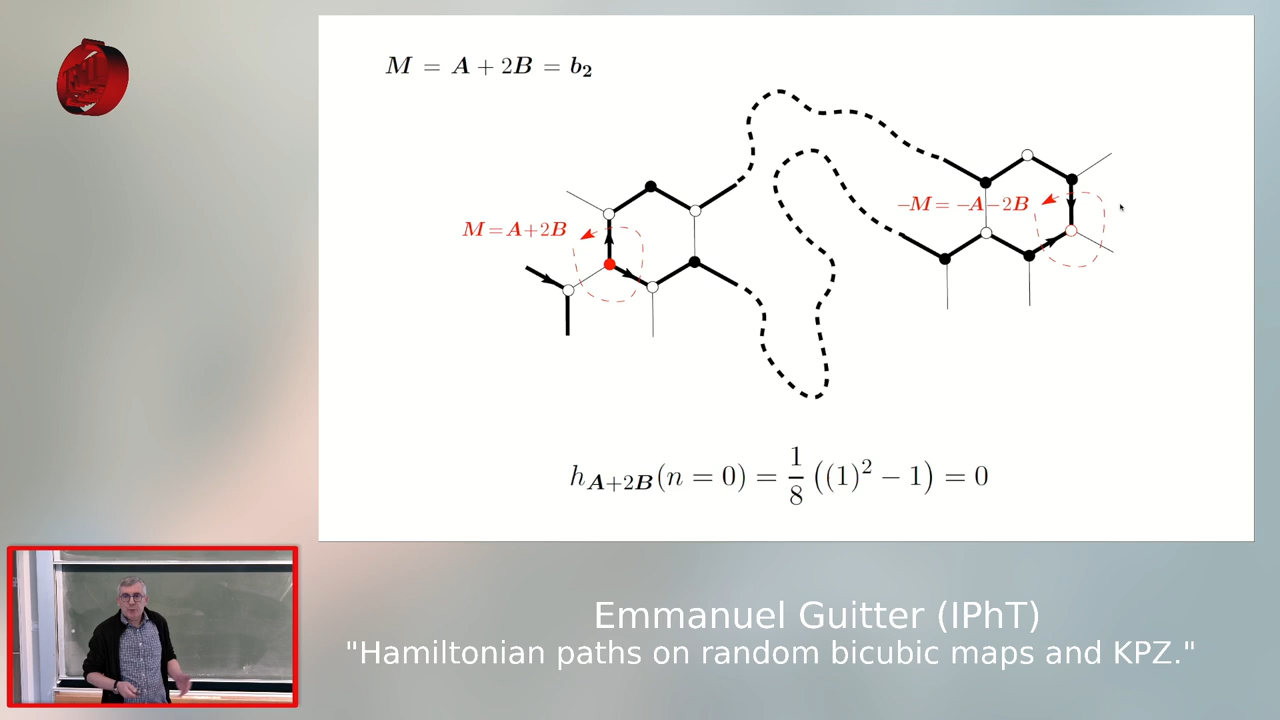 M = A + 2B = b₂
M = A+2B
−M = −A−2B
h_{A+2B}(n = 0) = 1/8 ((1)² − 1) = 0
Emmanuel Guitter (IPhT)
"Hamiltonian paths on random bicubic maps and KPZ."